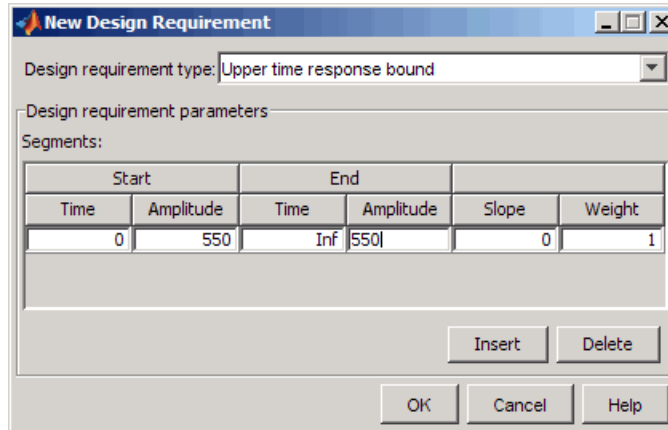 New Design Requirement
Design requirement type: Upper time response bound
Design requirement parameters
Segments:
Start End
Time Amplitude Time Amplitude Slope Weight
0 550 Inf 550 0 1
Insert Delete
OK Cancel Help